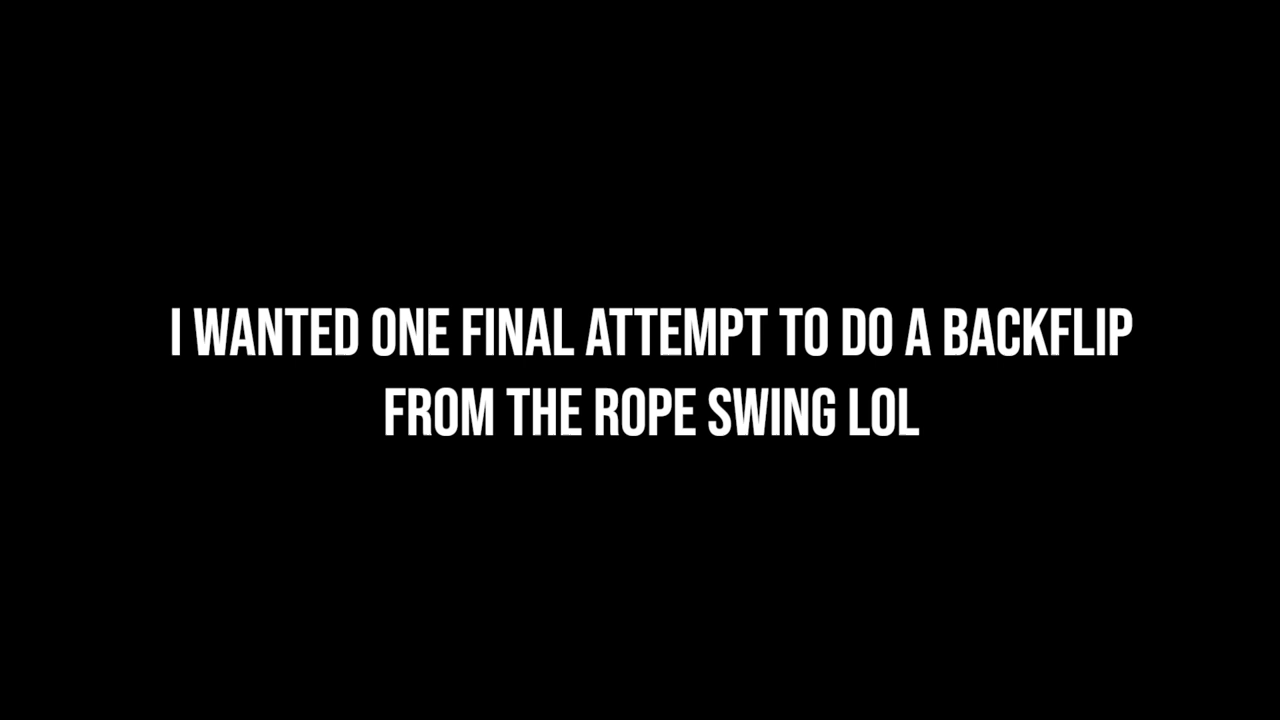 I WANTED ONE FINAL ATTEMPT TO DO A BACKFLIP
FROM THE ROPE SWING LOL